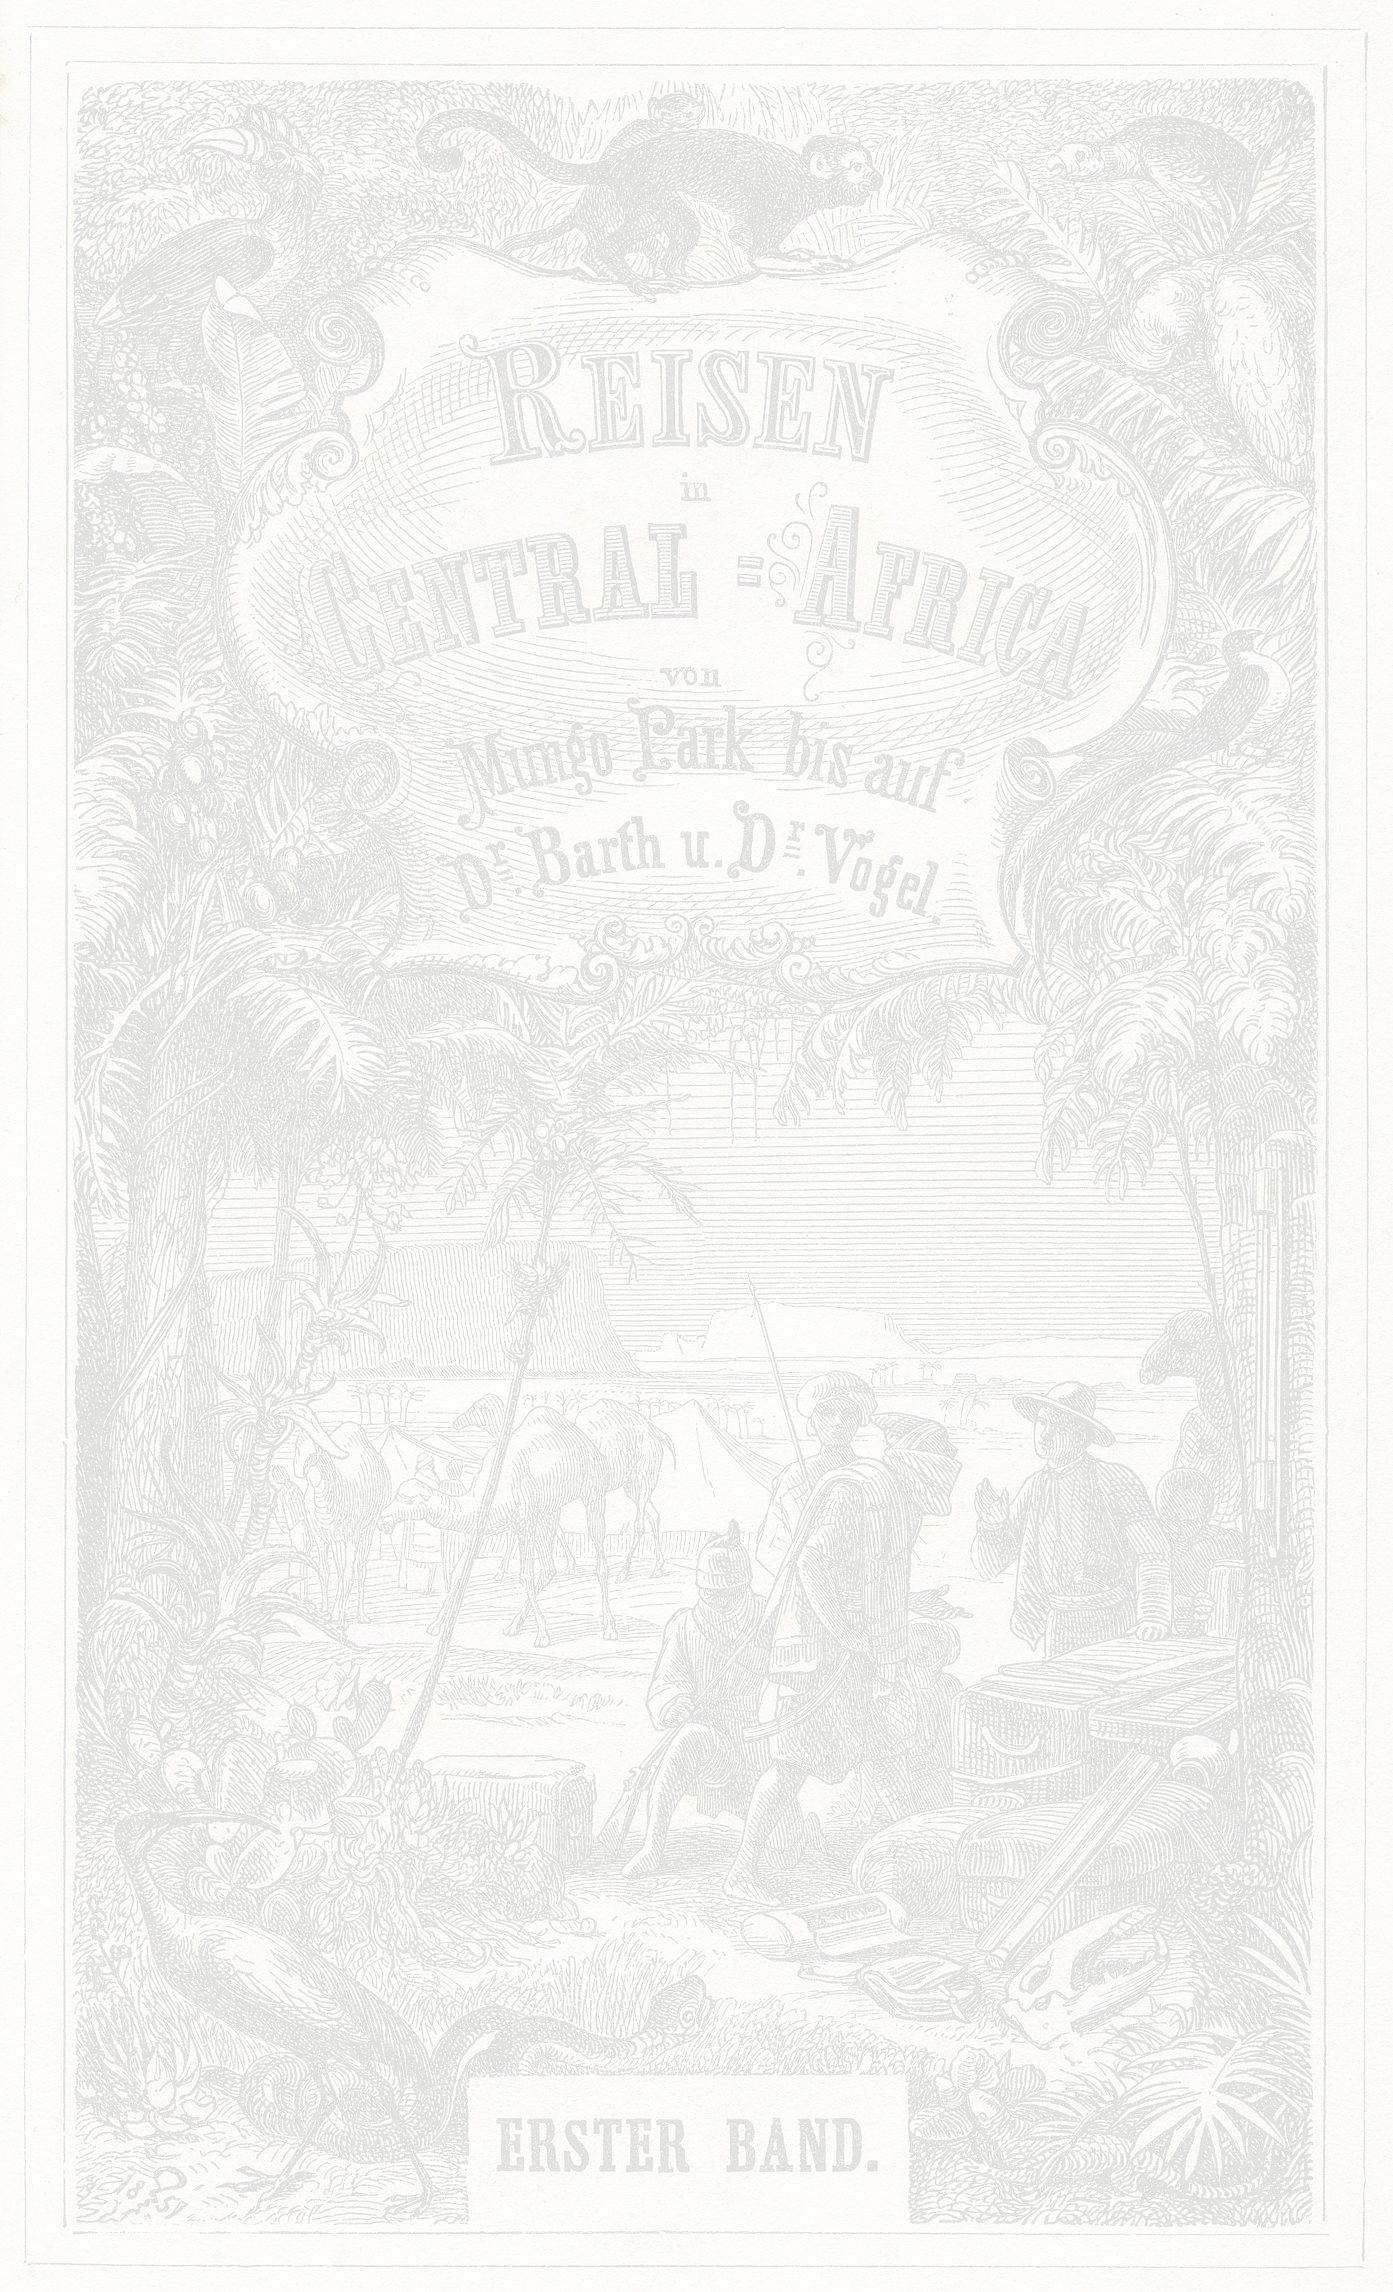 REISEN
in
CENTRAL = AFRICA
von
Mungo Park bis auf
Dr. Barth u. Dr. Vogel.
ERSTER BAND.